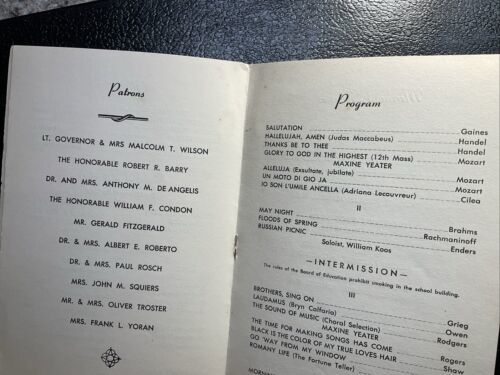 Patrons
LT. GOVERNOR & MRS MALCOLM T. WILSON
THE HONORABLE ROBERT R. BARRY
DR. AND MRS. ANTHONY M. DE ANGELIS
THE HONORABLE WILLIAM F. CONDON
MR. GERALD FITZGERALD
DR. & MRS. ALBERT E. ROBERTO
DR. & MRS. PAUL ROSCH
MRS. JOHN M. SQUIERS
MR. & MRS. OLIVER TROSTER
MRS. FRANK L. YORAN
Program
SALUTATION Gaines
HALLELUJAH, AMEN (Judas Maccabeus) Handel
THANKS BE TO THEE Handel
GLORY TO GOD IN THE HIGHEST (12th Mass) Mozart
MAXINE YEATER
ALLELUJA (Exsultate, jubilate) Mozart
UN MOTO DI GIO JA Mozart
IO SON L'UMILE ANCELLA (Adriana Lecouvreur) Cilea
II
MAY NIGHT Brahms
FLOODS OF SPRING Rachmaninoff
RUSSIAN PICNIC Enders
Soloist, William Koos
—INTERMISSION—
The rules of the Board of Education prohibit smoking in the school building.
III
BROTHERS, SING ON Grieg
LAUDAMUS (Bryn Calfaria) Owen
THE SOUND OF MUSIC (Choral Selection) Rodgers
MAXINE YEATER
THE TIME FOR MAKING SONGS HAS COME Rogers
BLACK IS THE COLOR OF MY TRUE LOVES HAIR Shaw
GO 'WAY FROM MY WINDOW
ROMANY LIFE (The Fortune Teller)